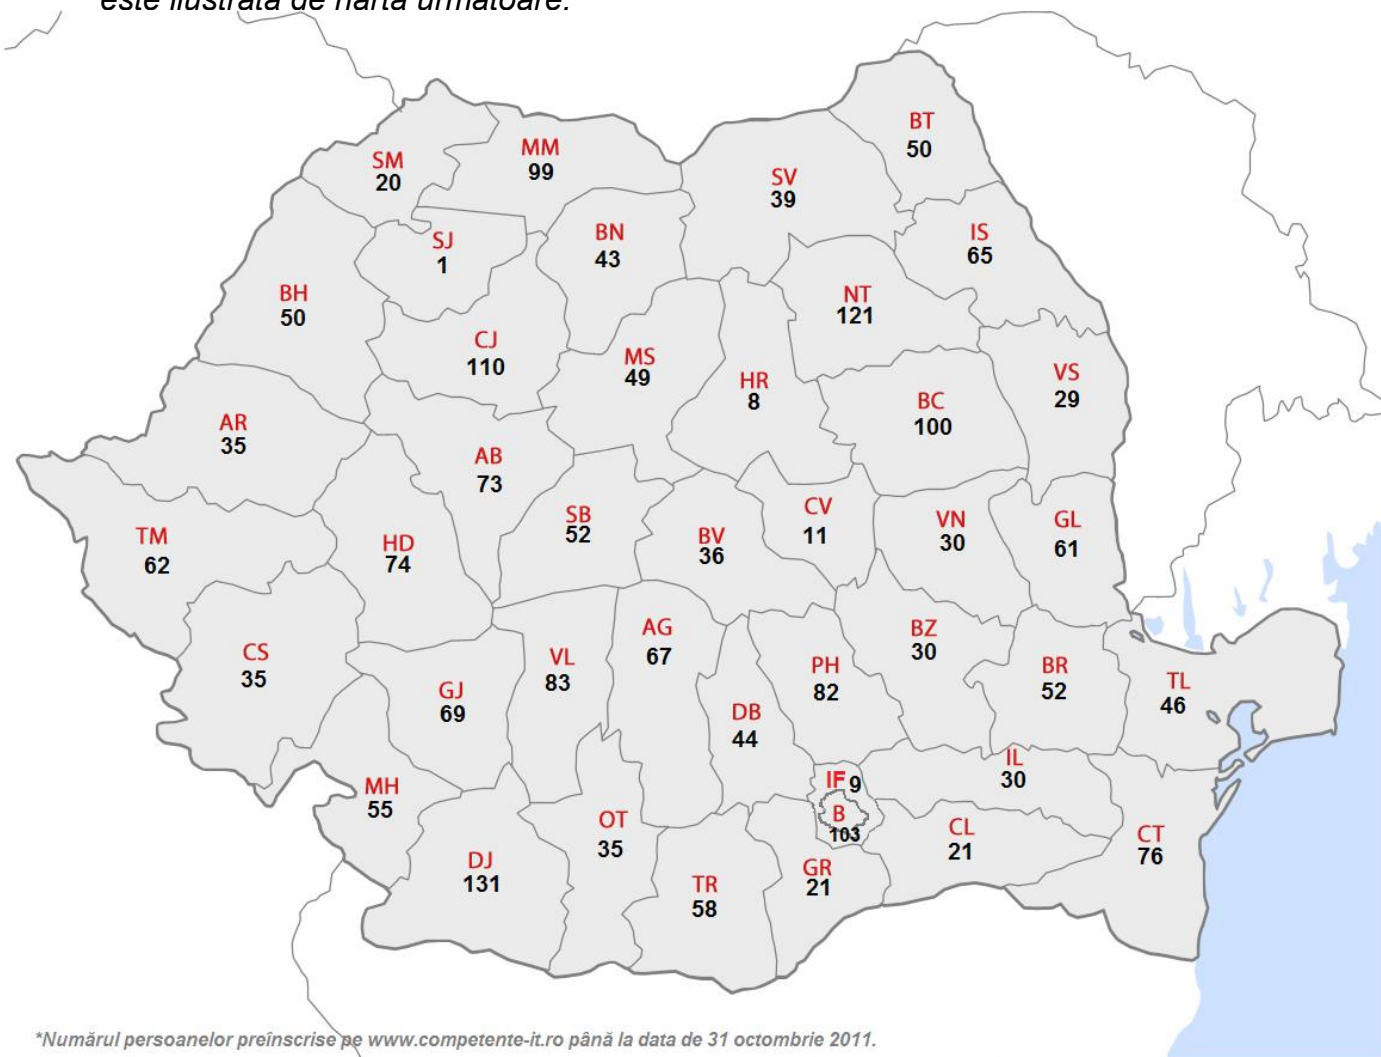 este ilustrată de harta următoare:
BT
50
MM
99
SM
20
SV
39
BN
43
IS
65
SJ
1
BH
50
NT
121
CJ
110
MS
49
HR
8
VS
29
BC
100
AR
35
AB
73
CV
11
SB
52
VN
30
GL
61
TM
62
HD
74
BV
36
AG
67
BZ
30
CS
35
VL
83
PH
82
BR
52
TL
46
GJ
69
DB
44
IL
30
IF 9
MH
55
B
103
OT
35
CL
21
CT
76
DJ
131
GR
21
TR
58
*Numărul persoanelor preînscrise pe www.competente-it.ro până la data de 31 octombrie 2011.